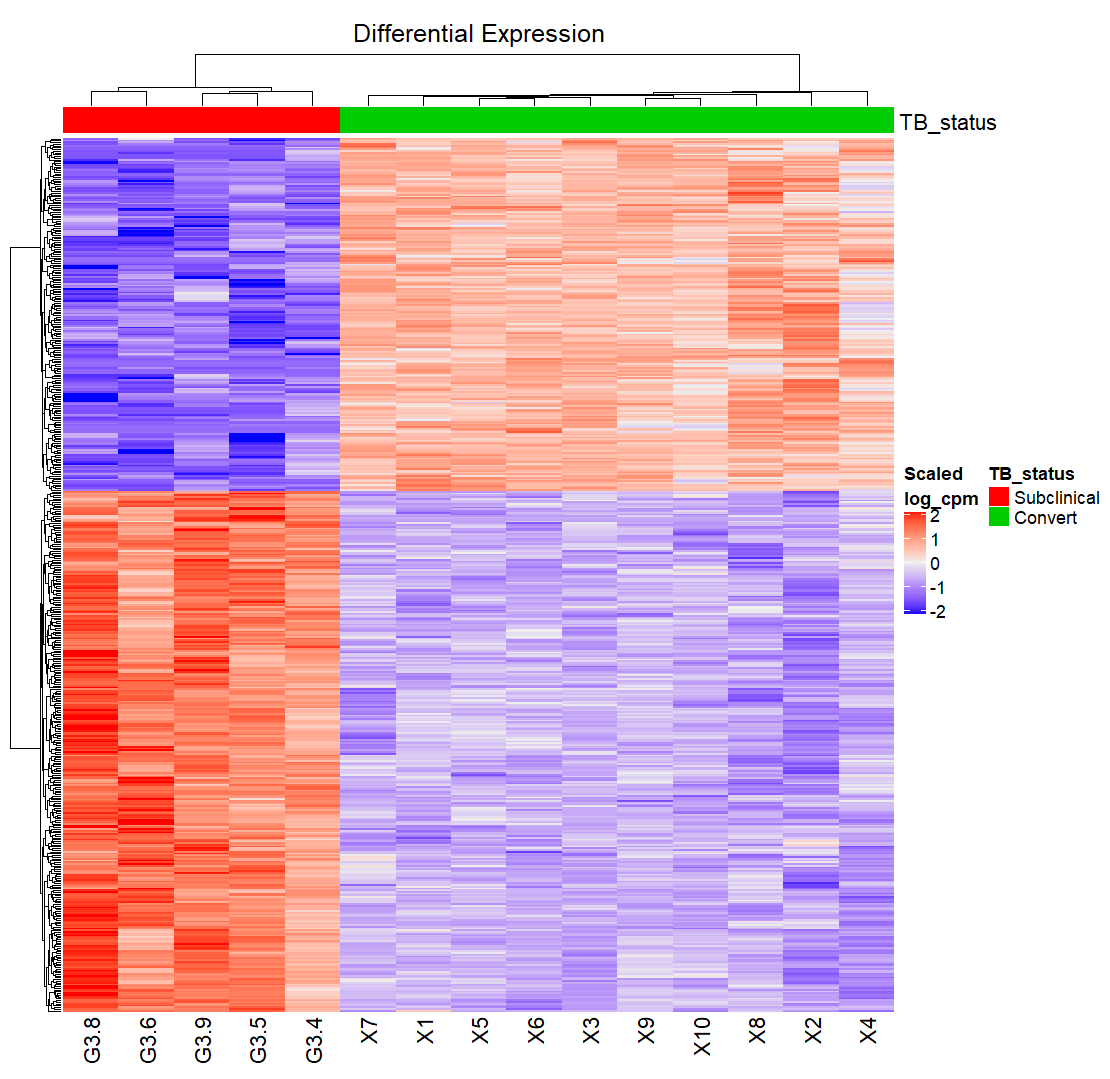 Differential Expression
TB_status
Scaled
log_cpm
2
1
0
-1
-2
TB_status
Subclinical
Convert
G3.8
G3.6
G3.9
G3.5
G3.4
X7
X1
X5
X6
X3
X9
X10
X8
X2
X4